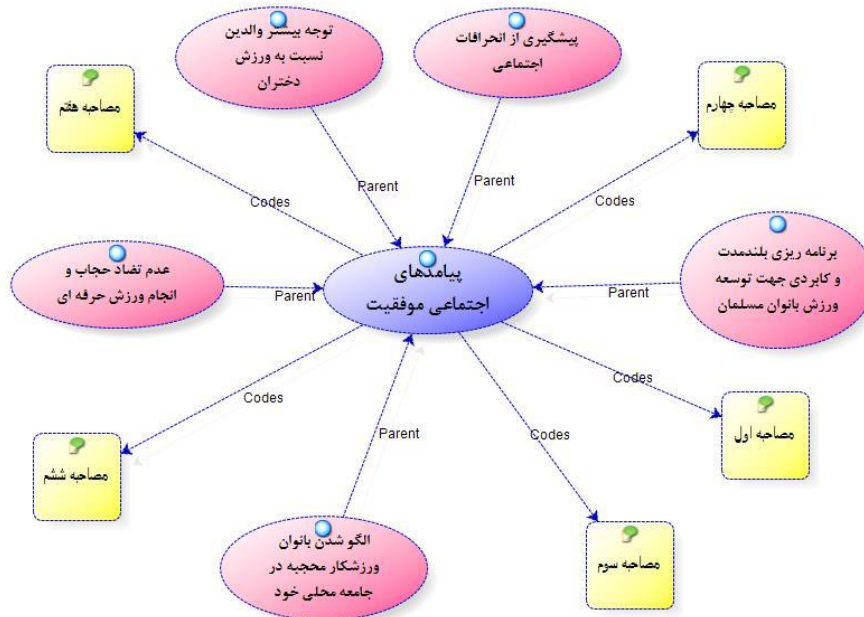 توجه بیشتر والدین
نسبت به ورزش
دختران
پیشگیری از انحرافات
اجتماعی
مصاحبه هفتم
مصاحبه چهارم
Parent
Parent
Codes
Codes
عدم تضاد حجاب و
انجام ورزش حرفه ای
Parent
پیامدهای
اجتماعی موفقیت
Parent
برنامه ریزی بلندمدت
و کابردی جهت توسعه
ورزش بانوان مسلمان
Codes
Codes
Parent
Codes
مصاحبه اول
مصاحبه ششم
مصاحبه سوم
الگو شدن بانوان
ورزشکار محجبه در
جامعه محلی خود